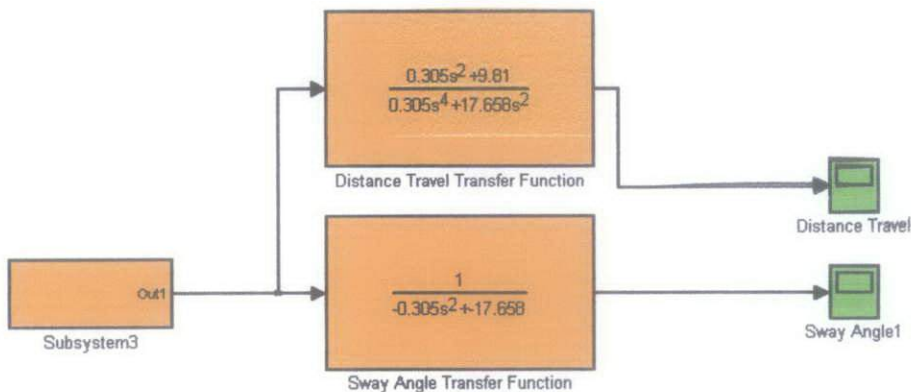 0.305s²+9.81
0.305s⁴+17.658s²
Distance Travel Transfer Function
Distance Travel
1
-0.305s²+-17.658
Sway Angle Transfer Function
Out1
Subsystem3
Sway Angle1